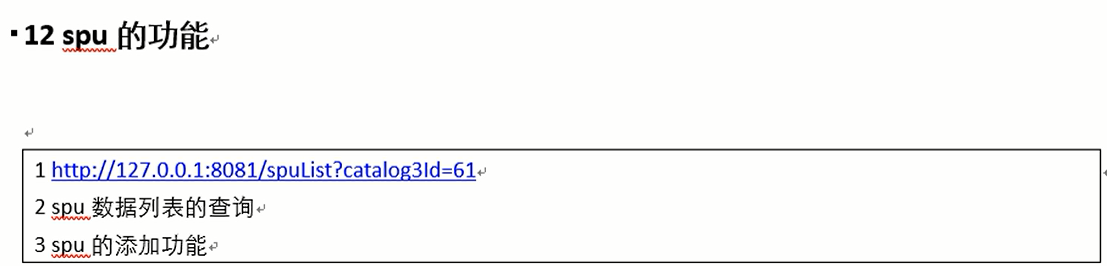 12 spu 的功能
1 http://127.0.0.1:8081/spuList?catalog3Id=61
2 spu 数据列表的查询
3 spu 的添加功能